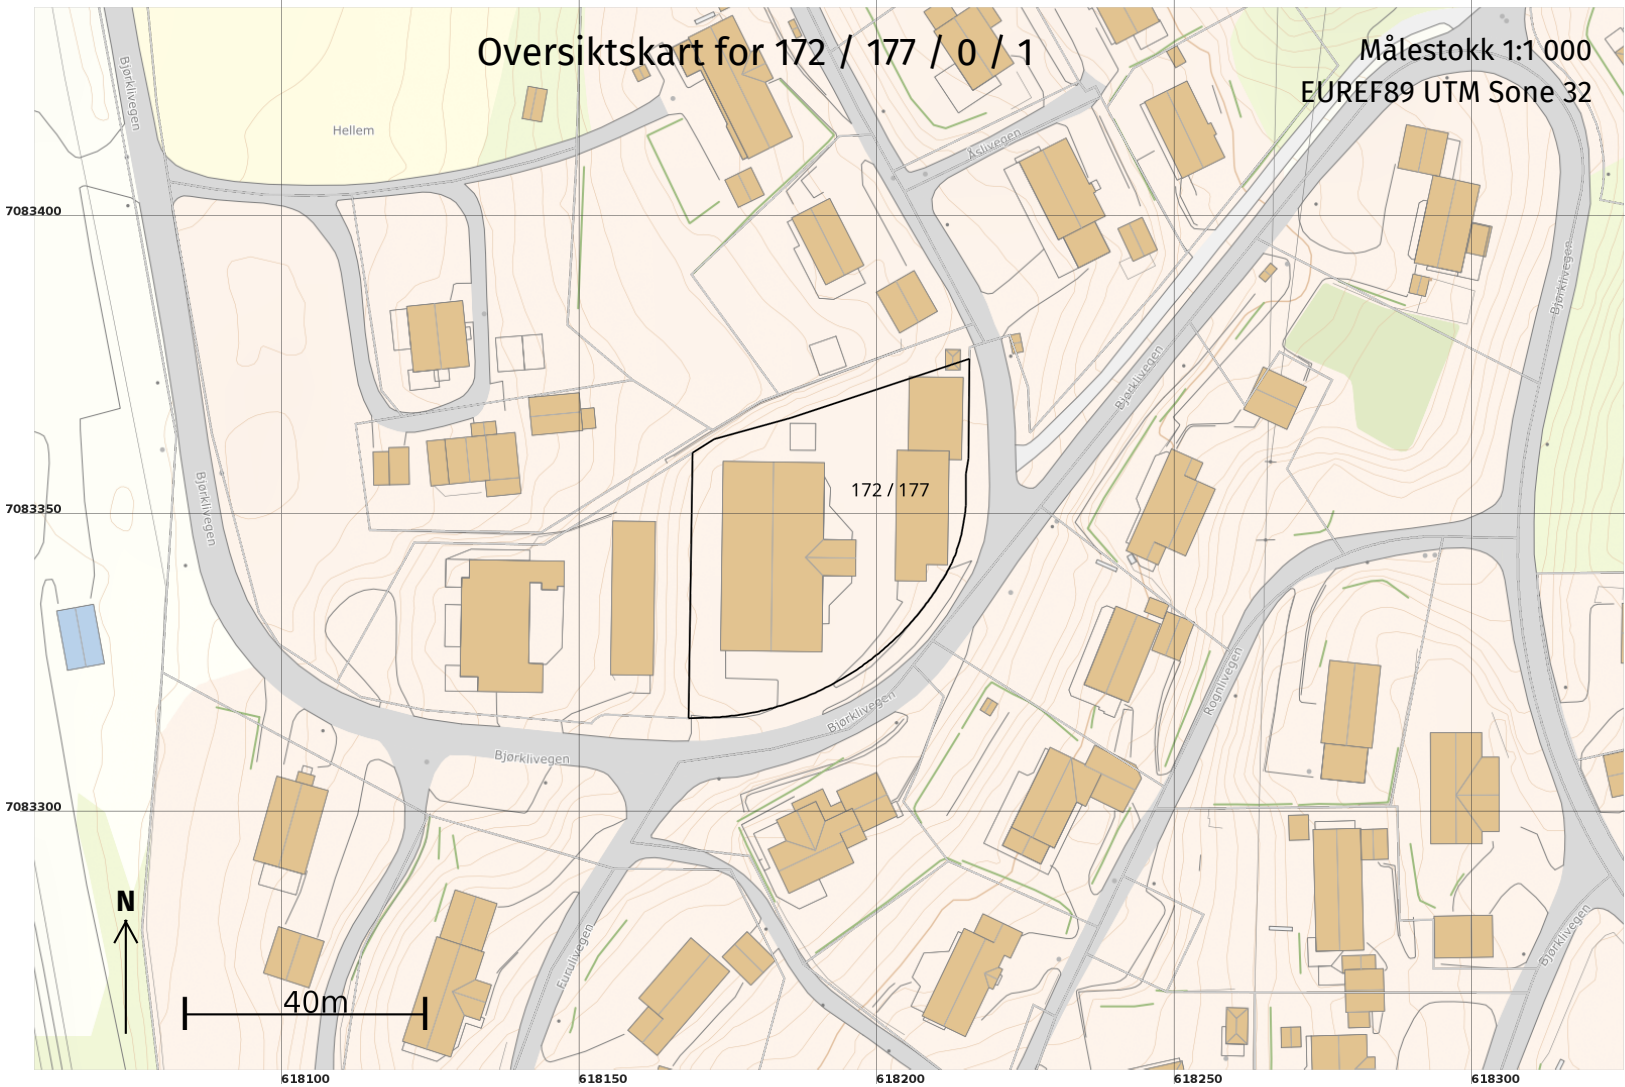 Oversiktskart for 172 / 177 / 0 / 1
Målestokk 1:1 000
EUREF89 UTM Sone 32
Bjørklivegen
Hellem
Åslivegen
7083400
Bjørklivegen
Bjørklivegen
Bjørklivegen
172 / 177
7083350
Rognlivegen
Bjørklivegen
Bjørklivegen
7083300
N
Furulivegen
Bjørklivegen
40m
618100
618150
618200
618250
618300